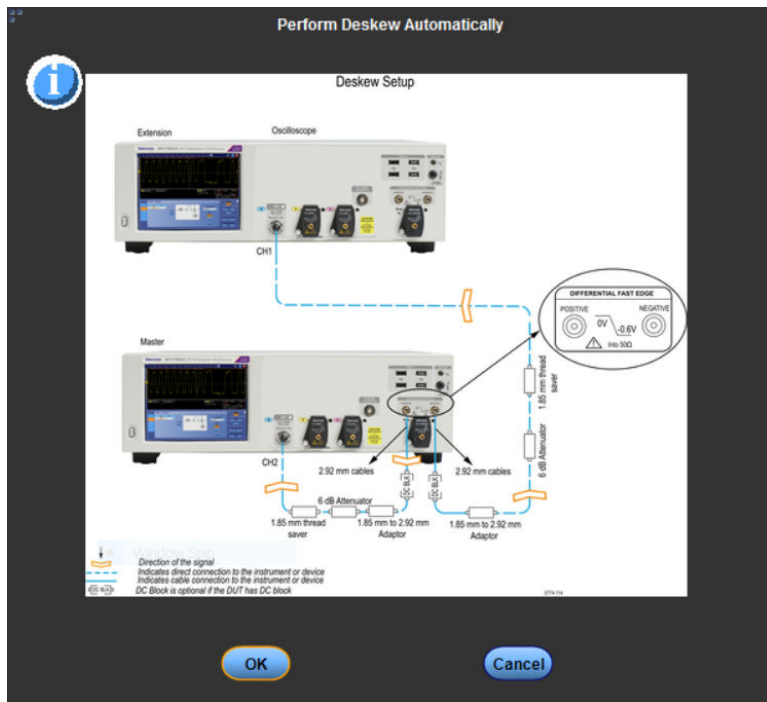 Perform Deskew Automatically
Deskew Setup
Extension
Oscilloscope
CH1
DIFFERENTIAL FAST EDGE
POSITIVE
NEGATIVE
0V
-0.6V
Into 50Ω
Master
1.85 mm thread
saver
6 dB Attenuator
CH2
2.92 mm cables
2.92 mm cables
DC BLK
DC BLK
6 dB Attenuator
1.85 mm thread
saver
1.85 mm to 2.92 mm
Adaptor
1.85 mm to 2.92 mm
Adaptor
Window Snip
Direction of the signal
Indicates direct connection to the instrument or device
Indicates cable connection to the instrument or device
DC BLK
DC Block is optional if the DUT has DC block
OK
Cancel